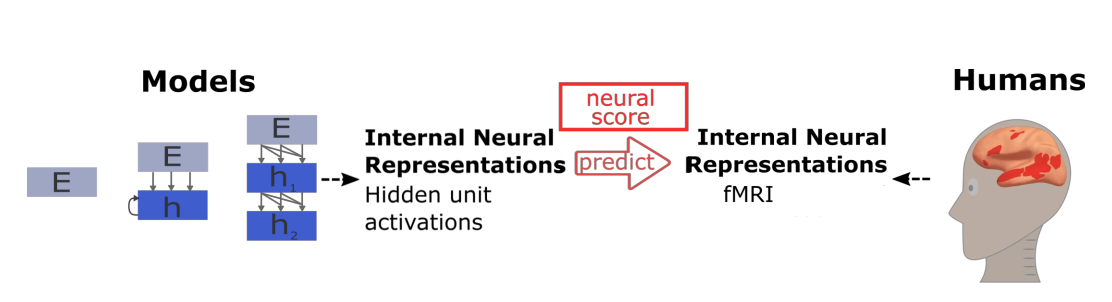 Models
Humans
E
E
h
E
h1
h2
Internal Neural
Representations
Hidden unit
activations
neural
score
predict
Internal Neural
Representations
fMRI